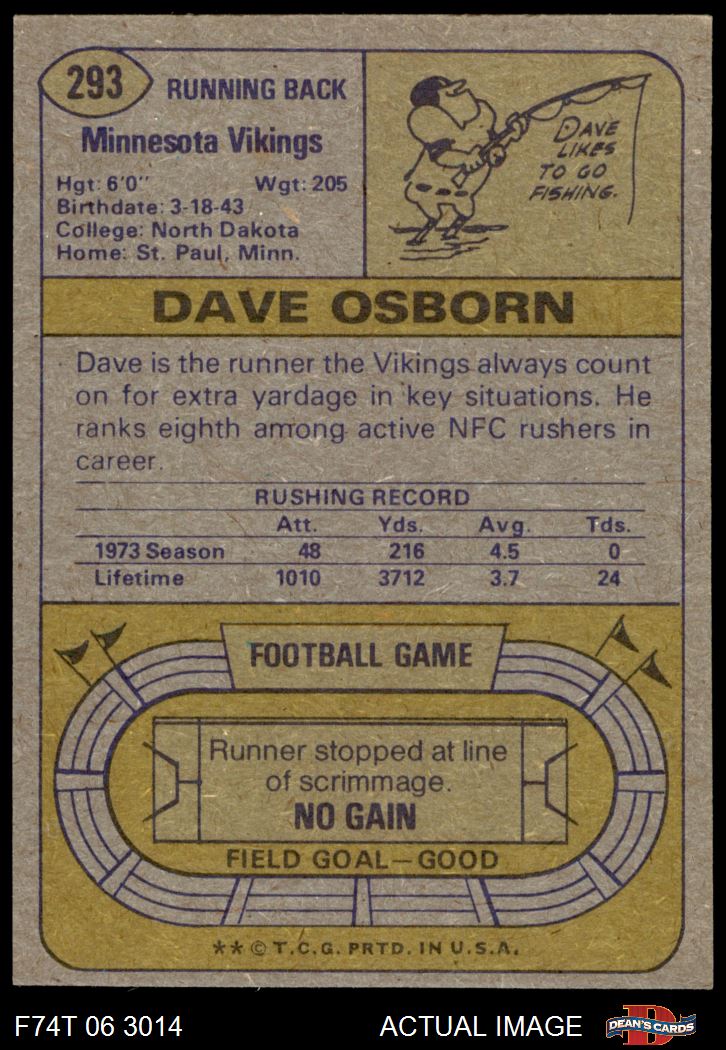 293
RUNNING BACK
Minnesota Vikings
Hgt: 6'0" Wgt: 205
Birthdate: 3-18-43
College: North Dakota
Home: St. Paul, Minn.
DAVE
LIKES
TO GO
FISHING.
DAVE OSBORN
Dave is the runner the Vikings always count
on for extra yardage in key situations. He
ranks eighth among active NFC rushers in
career.
RUSHING RECORD
Att. Yds. Avg. Tds.
1973 Season 48 216 4.5 0
Lifetime 1010 3712 3.7 24
FOOTBALL GAME
Runner stopped at line
of scrimmage.
NO GAIN
FIELD GOAL—GOOD
** © T.C.G. PRTD. IN U.S.A.
F74T 06 3014 ACTUAL IMAGE
D
DEAN'S CARDS